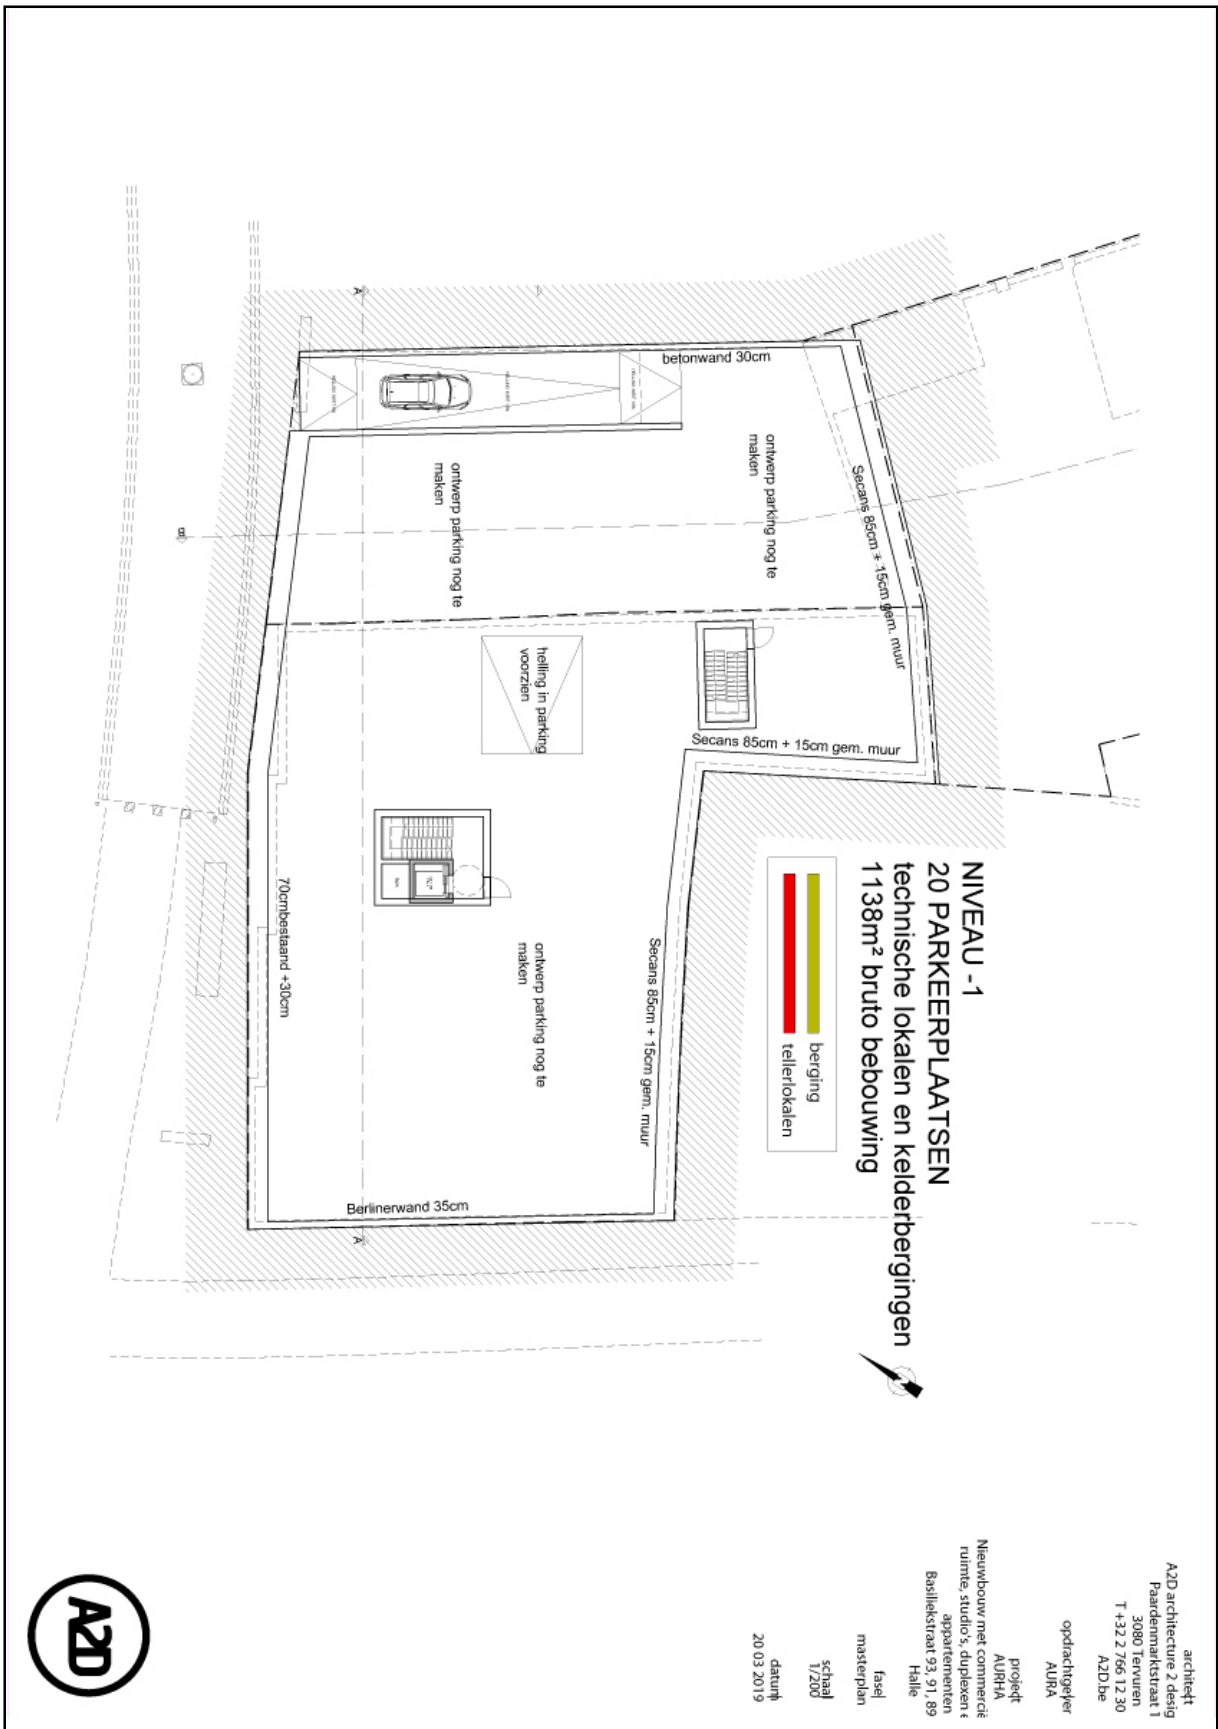 NIVEAU -1
20 PARKEERPLAATSEN
technische lokalen en kelderbergingen
1138m² bruto bebouwing
berging
tellerlokalen
betonwand 30cm
ontwerp parking nog te
maken
Secans 85cm + 15cm gem. muur
ontwerp parking nog te
maken
helling in parking
voorzien
Secans 85cm + 15cm gem. muur
70cmbestaand +30cm
ontwerp parking nog te
maken
Secans 85cm + 15cm gem. muur
Berlinerwand 35cm
A
A
B
architect
A2D architecture 2 desig
Paardenmarktstraat 1
3080 Tervuren
T +32 2 766 12 30
A2D.be
opdrachtgever
AURA
project
AURHA
Nieuwbouw met commercië
ruimte, studio's, duplexen e
appartementen
Basiliekstraat 93, 91, 89
Halle
fase
masterplan
schaal
1/200
datum
20 03 2019
A2D